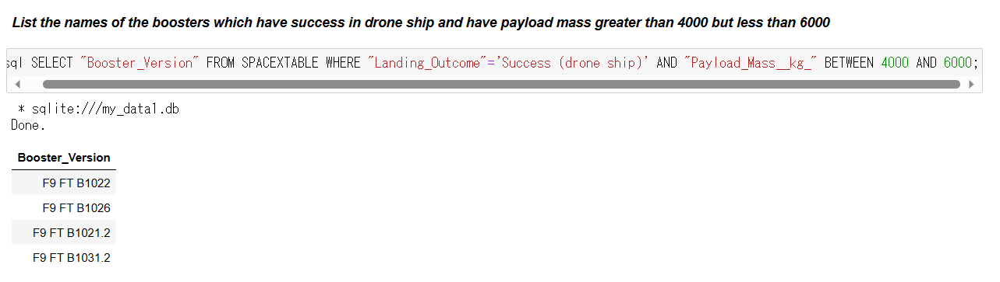 List the names of the boosters which have success in drone ship and have payload mass greater than 4000 but less than 6000
sql SELECT "Booster_Version" FROM SPACEXTABLE WHERE "Landing_Outcome"='Success (drone ship)' AND "Payload_Mass__kg_" BETWEEN 4000 AND 6000;
* sqlite:///my_data1.db
Done.
Booster_Version
F9 FT B1022
F9 FT B1026
F9 FT B1021.2
F9 FT B1031.2